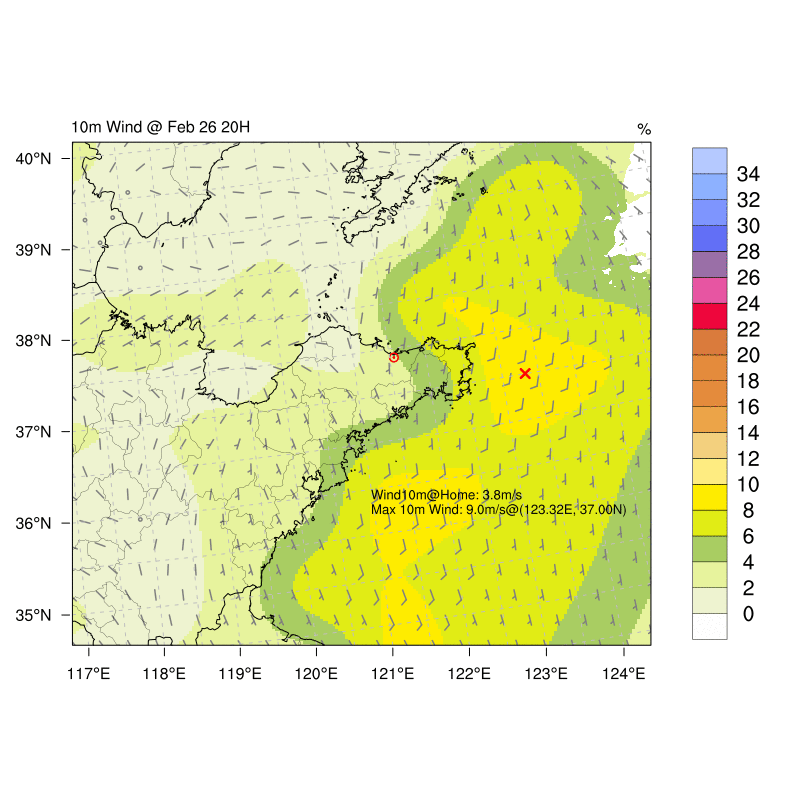 10m Wind @ Feb 26 20H
%
40°N
39°N
38°N
37°N
36°N
35°N
117°E
118°E
119°E
120°E
121°E
122°E
123°E
124°E
Wind10m@Home: 3.8m/s
Max 10m Wind: 9.0m/s@(123.32E, 37.00N)
34
32
30
28
26
24
22
20
18
16
14
12
10
8
6
4
2
0